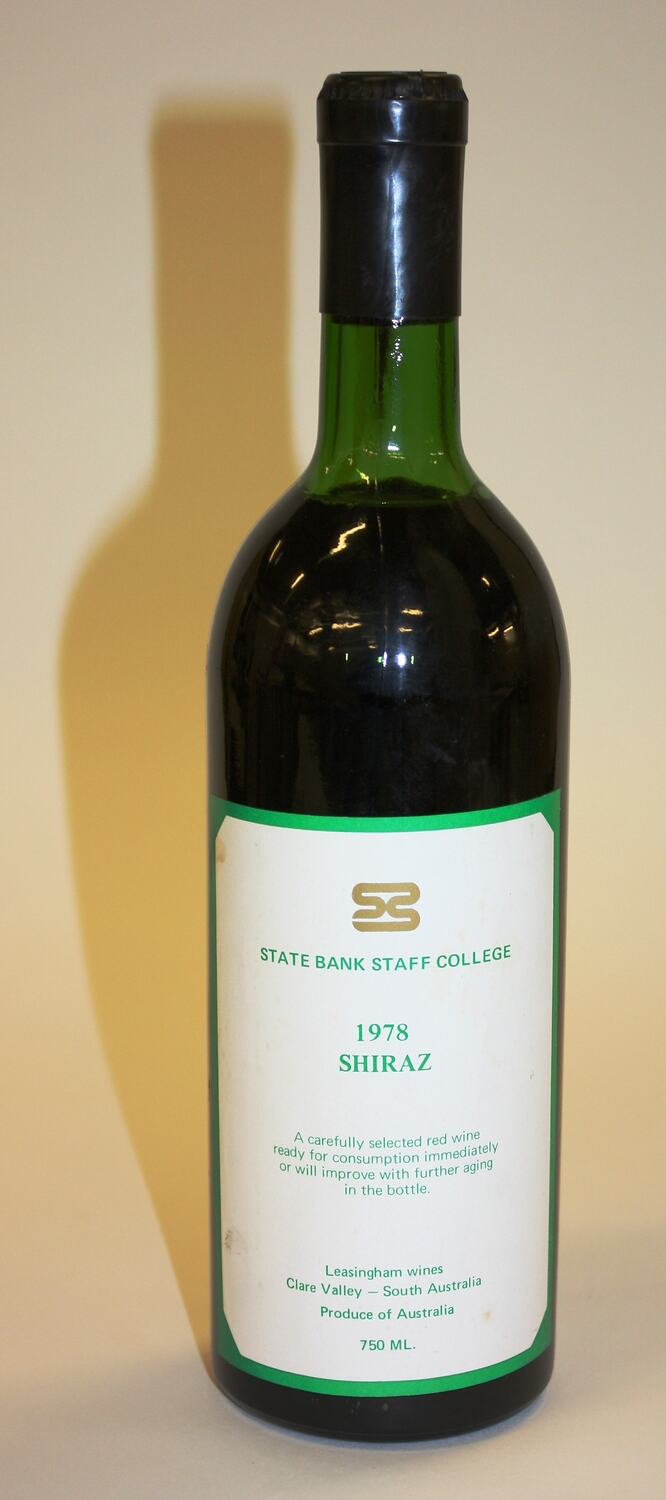 STATE BANK STAFF COLLEGE
1978
SHIRAZ
A carefully selected red wine
ready for consumption immediately
or will improve with further aging
in the bottle.
Leasingham wines
Clare Valley — South Australia
Produce of Australia
750 ML.